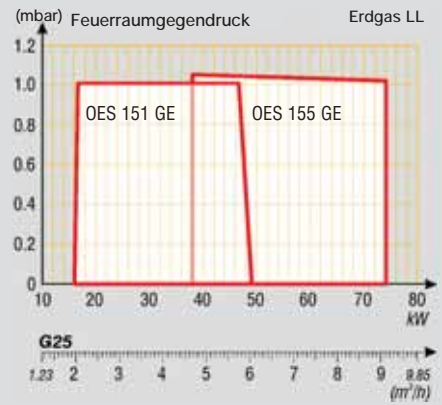 (mbar) Feuerraumgegendruck Erdgas LL
1.2
1.0
0.8
0.6
0.4
0.2
0
OES 151 GE OES 155 GE
10 20 30 40 50 60 70 80
kW
G25
1.23 2 3 4 5 6 7 8 9 9.85
(m³/h)